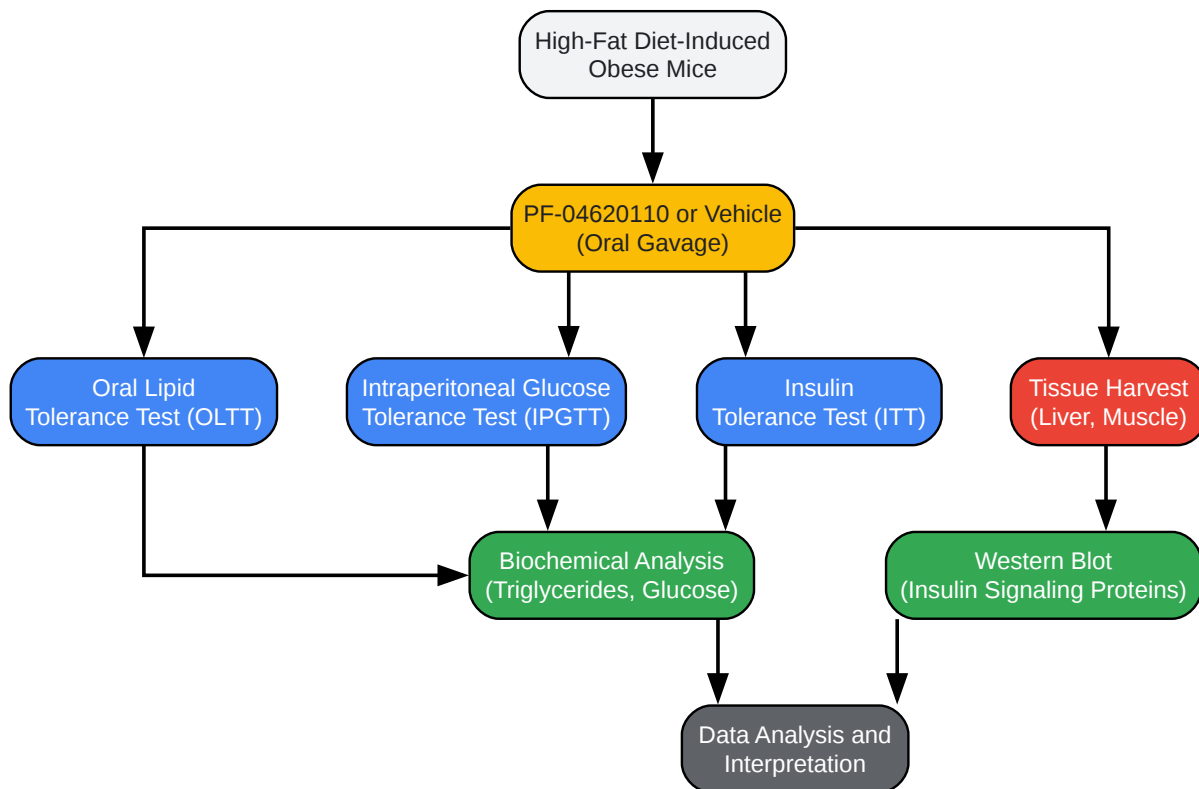 High-Fat Diet-Induced
Obese Mice
PF-04620110 or Vehicle
(Oral Gavage)
Oral Lipid
Tolerance Test (OLTT)
Intraperitoneal Glucose
Tolerance Test (IPGTT)
Insulin
Tolerance Test (ITT)
Tissue Harvest
(Liver, Muscle)
Biochemical Analysis
(Triglycerides, Glucose)
Western Blot
(Insulin Signaling Proteins)
Data Analysis and
Interpretation